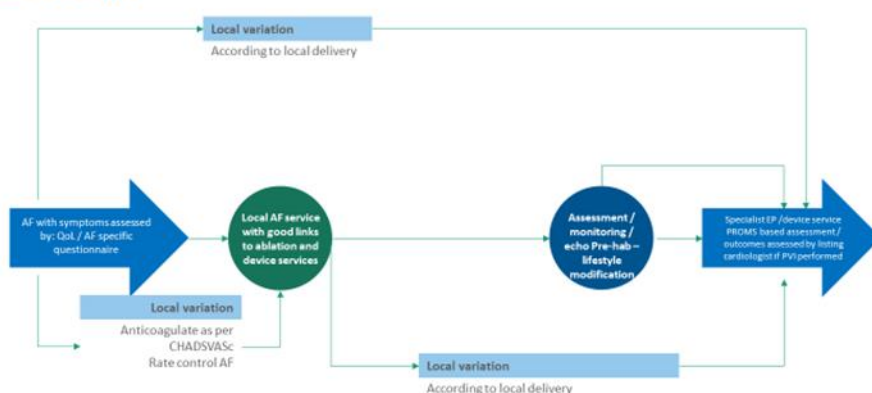 Local variation
According to local delivery
AF with symptoms assessed
by: QoL / AF specific
questionnaire
Local AF service
with good links
to ablation and
device services
Assessment /
monitoring /
echo Pre-hab –
lifestyle
modification
Specialist EP /device service
PROMS based assessment /
outcomes assessed by listing
cardiologist if PVI performed
Local variation
Anticoagulate as per
CHADSVASc
Rate control AF
Local variation
According to local delivery